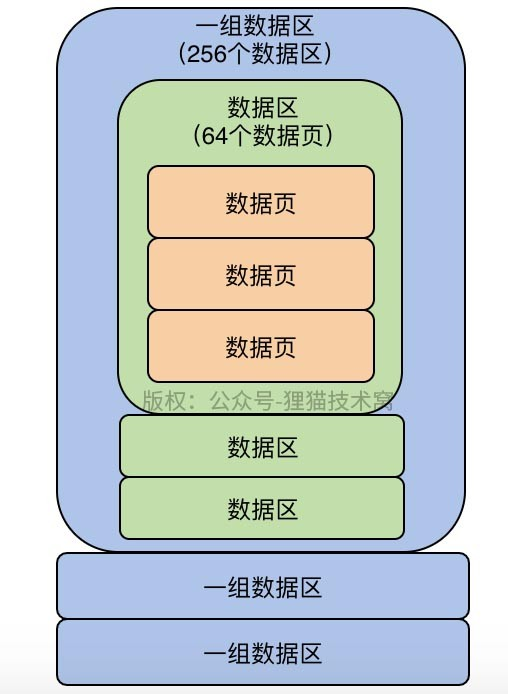 一组数据区
（256个数据区）
数据区
（64个数据页）
数据页
数据页
数据页
版权：公众号-狸猫技术窝
数据区
数据区
一组数据区
一组数据区